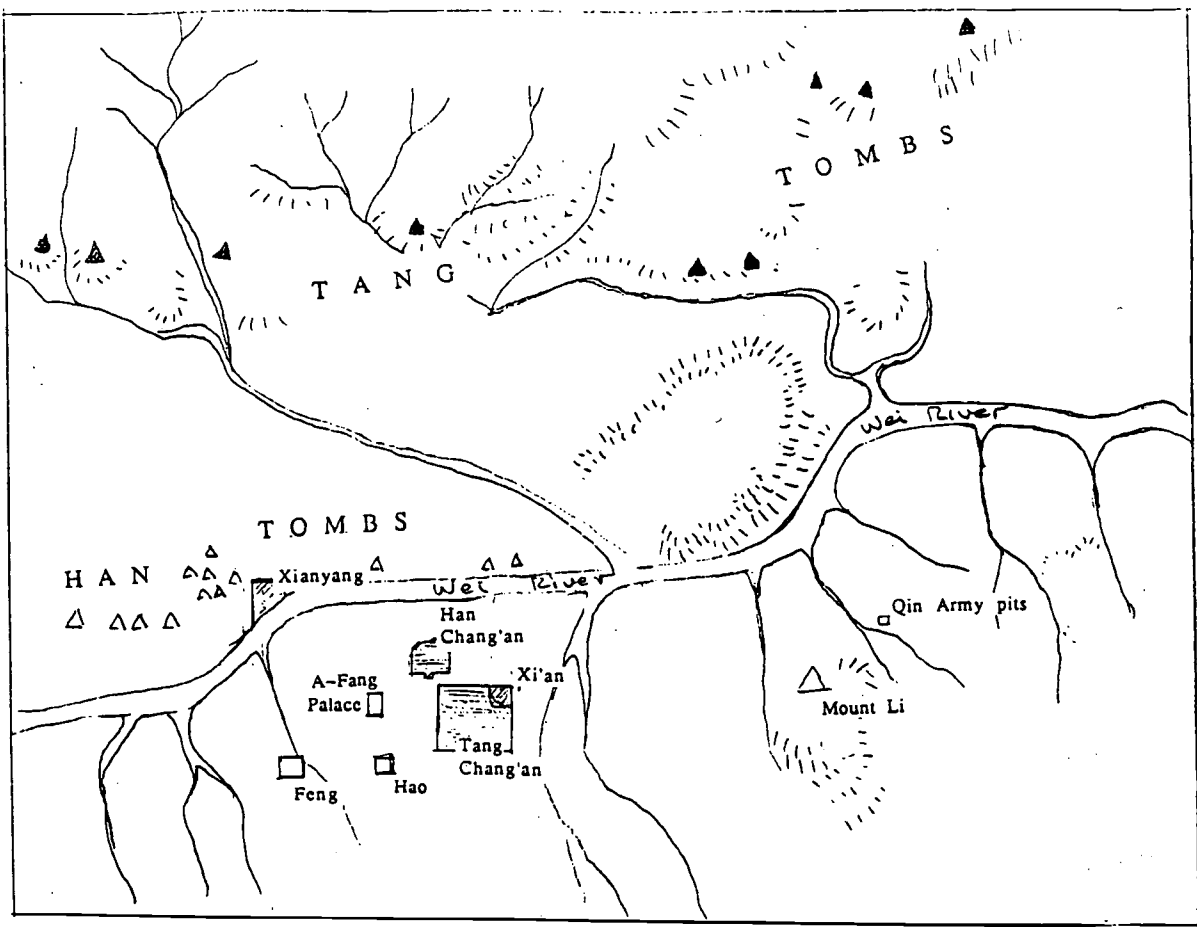 TOMBS
TANG
Wei River
TOMBS
HAN
Xianyang
Wei River
Han
Chang'an
Qin Army pits
Xi'an
A-Fang
Palace
Mount Li
Tang
Chang'an
Feng
Hao